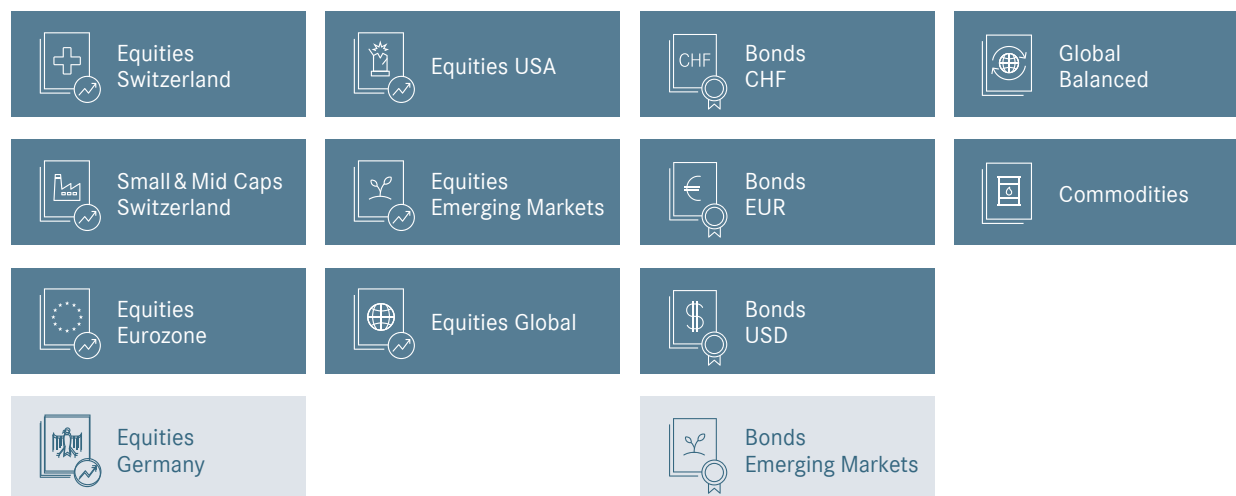 Equities
Switzerland
Equities USA
CHF
Bonds
CHF
Global
Balanced
Small & Mid Caps
Switzerland
Equities
Emerging Markets
€
Bonds
EUR
Commodities
Equities
Eurozone
Equities Global
$
Bonds
USD
Equities
Germany
Bonds
Emerging Markets